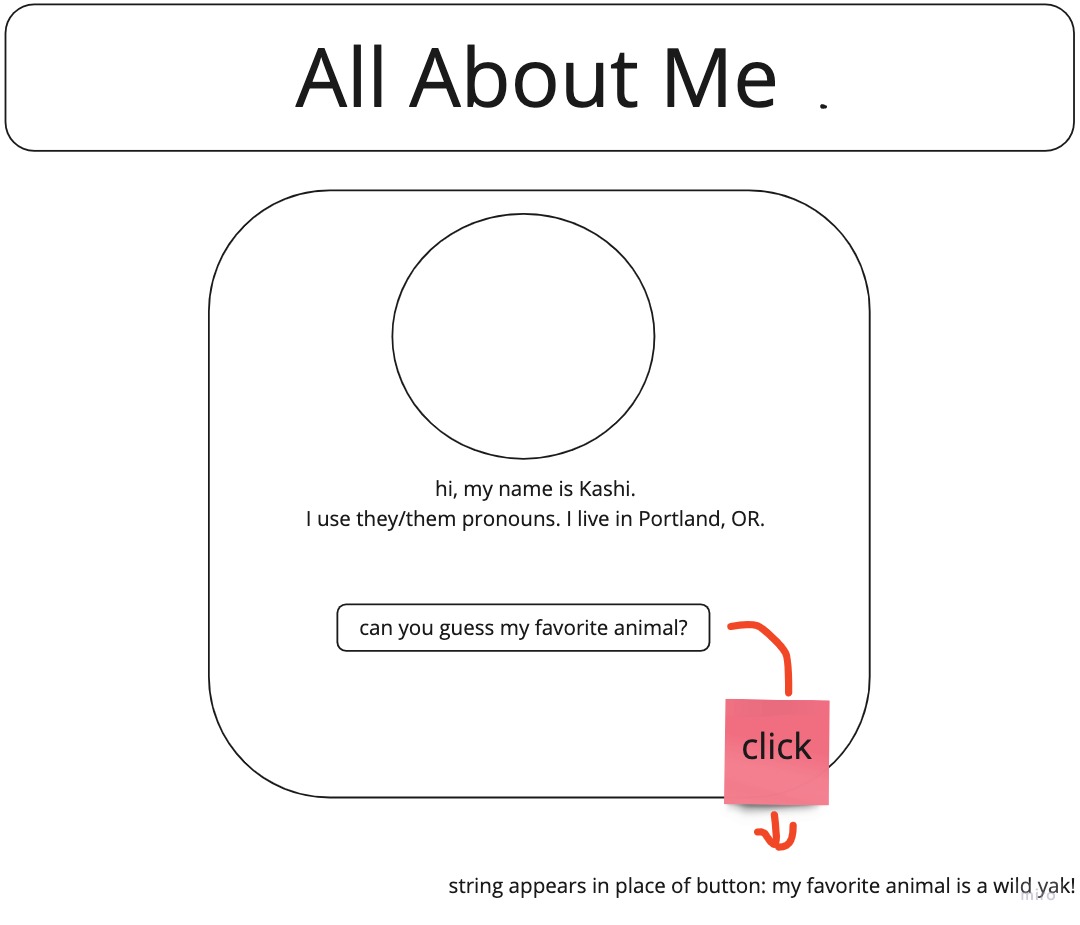 All About Me .
hi, my name is Kashi.
I use they/them pronouns. I live in Portland, OR.
can you guess my favorite animal?
click
string appears in place of button: my favorite animal is a wild yak!
miro